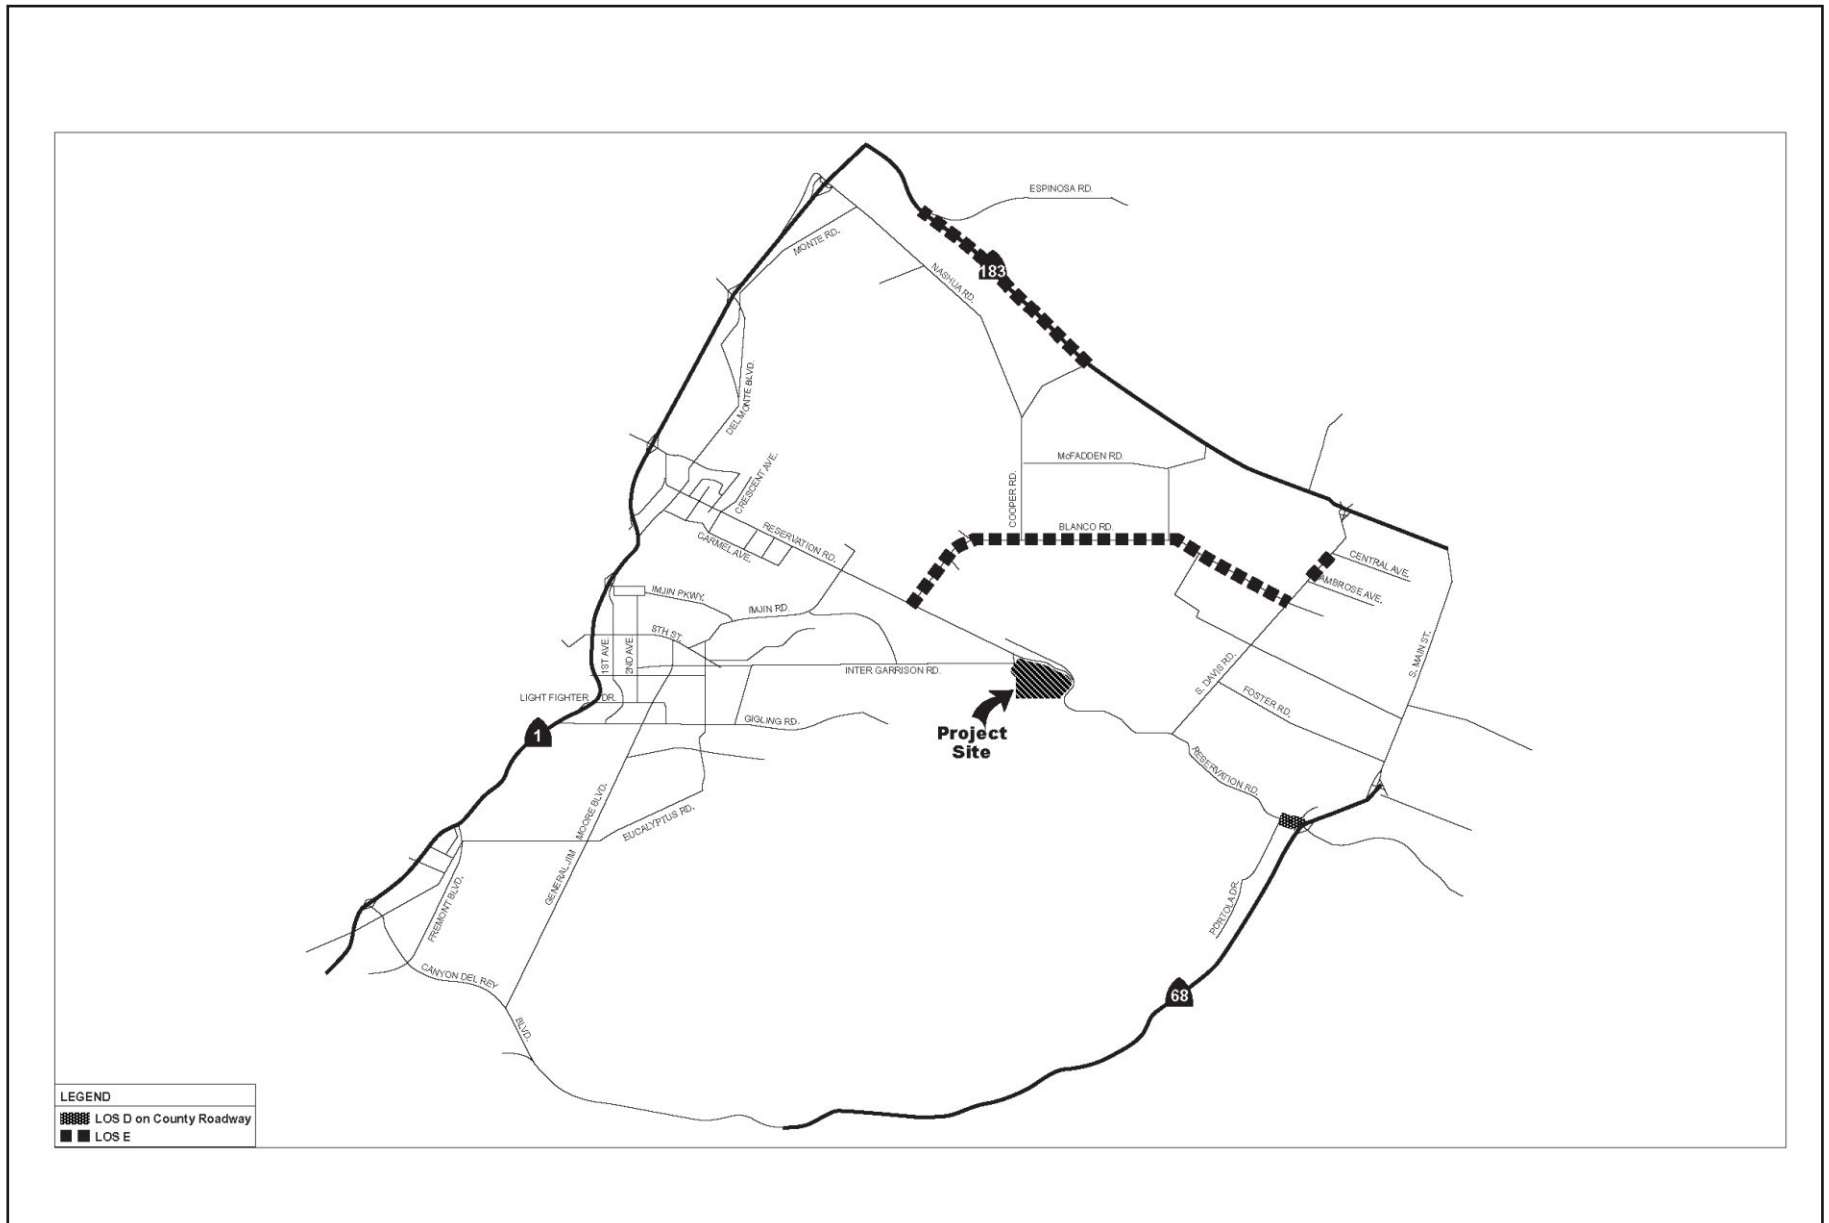 ESPINOSA RD.
MONTE RD.
183
NASHUA RD.
DEL MONTE BLVD.
CRESCENT AVE.
McFADDEN RD.
COOPER RD.
RESERVATION RD.
BLANCO RD.
CARMEL AVE.
CENTRAL AVE.
AMBROSE AVE.
IMJIN PKWY.
IMJIN RD.
8TH ST.
1ST AVE.
2ND AVE
INTER GARRISON RD.
S. MAIN ST.
S. DAVIS RD.
LIGHT FIGHTER DR.
FOSTER RD.
GIGLING RD.
1
Project
Site
RESERVATION RD.
GENERAL JIM MOORE BLVD.
EUCALYPTUS RD.
FREMONT BLVD.
PORTOLA DR.
CANYON DEL REY
BLVD.
68
LEGEND
LOS D on County Roadway
LOS E